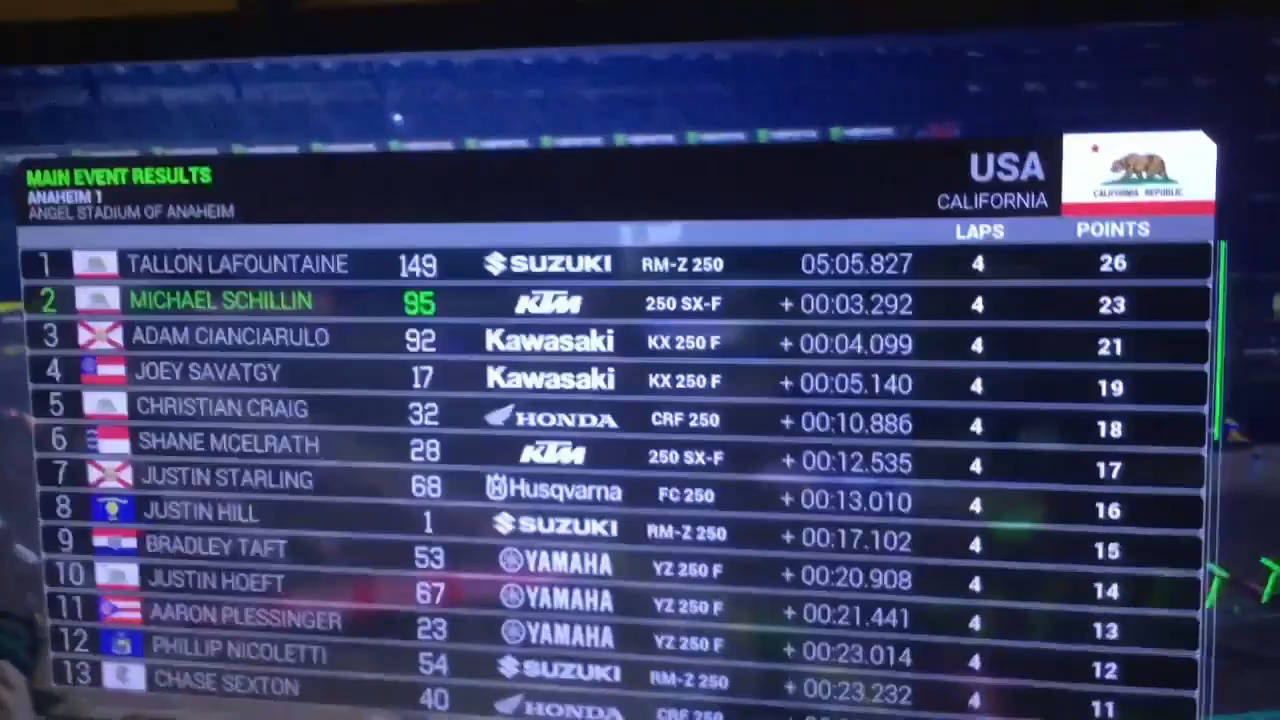 MAIN EVENT RESULTS
ANAHEIM 1
ANGEL STADIUM OF ANAHEIM
USA
CALIFORNIA
CALIFORNIA REPUBLIC
LAPS POINTS
1 TALLON LAFOUNTAINE 149 SUZUKI RM-Z 250 05:05.827 4 26
2 MICHAEL SCHILLIN 95 KTM 250 SX-F + 00:03.292 4 23
3 ADAM CIANCIARULO 92 Kawasaki KX 250 F + 00:04.099 4 21
4 JOEY SAVATGY 17 Kawasaki KX 250 F + 00:05.140 4 19
5 CHRISTIAN CRAIG 32 HONDA CRF 250 + 00:10.886 4 18
6 SHANE MCELRATH 28 KTM 250 SX-F + 00:12.535 4 17
7 JUSTIN STARLING 68 Husqvarna FC 250 + 00:13.010 4 16
8 JUSTIN HILL 1 SUZUKI RM-Z 250 + 00:17.102 4 15
9 BRADLEY TAFT 53 YAMAHA YZ 250 F + 00:20.908 4 14
10 JUSTIN HOEFT 67 YAMAHA YZ 250 F + 00:21.441 4 13
11 AARON PLESSINGER 23 YAMAHA YZ 250 F + 00:23.014 4 12
12 PHILLIP NICOLETTI 54 SUZUKI RM-Z 250 + 00:23.232 4 11
13 CHASE SEXTON 40 HONDA CRF 250